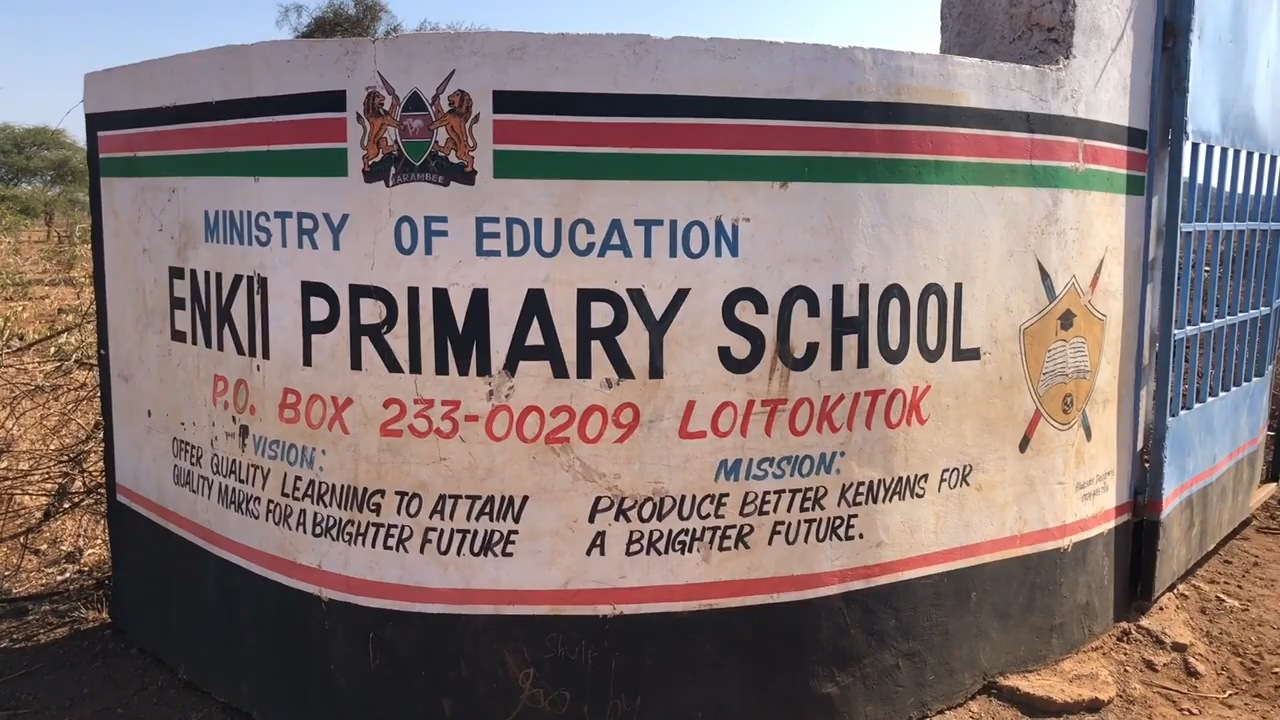 HARAMBEE
MINISTRY OF EDUCATION
ENKII PRIMARY SCHOOL
P.O. BOX 233-00209 LOITOKITOK
VISION:
OFFER QUALITY LEARNING TO ATTAIN
QUALITY MARKS FOR A BRIGHTER FUTURE
MISSION:
PRODUCE BETTER KENYANS FOR
A BRIGHTER FUTURE.